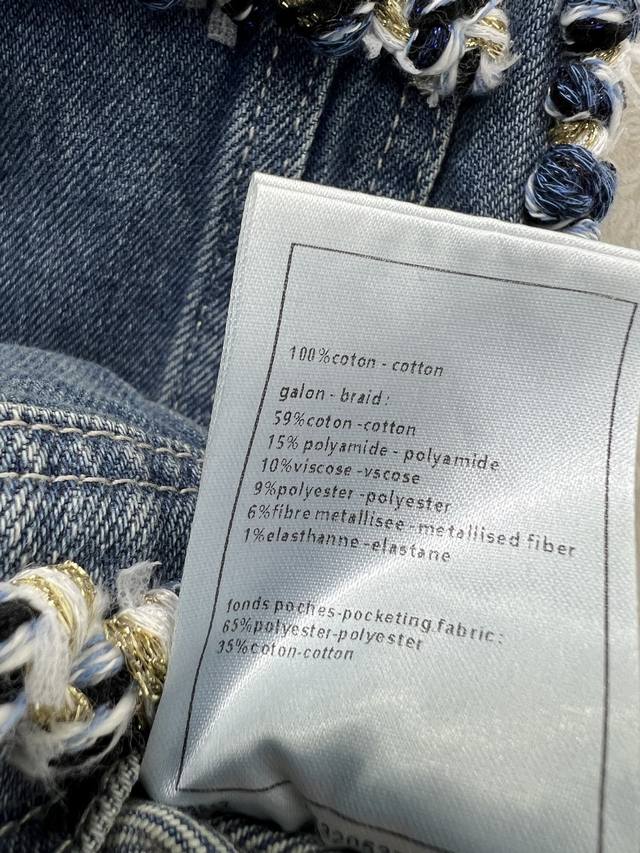 100%coton - cotton
galon - braid :
59%coton -cotton
15% polyamide - polyamide
10%viscose -vscose
9%polyester -polyester
6%fibre metallisee - metallised fiber
1%elasthanne -elastane
fonds poches-pocketing fabric :
65%polyester-polyester
35%coton-cotton